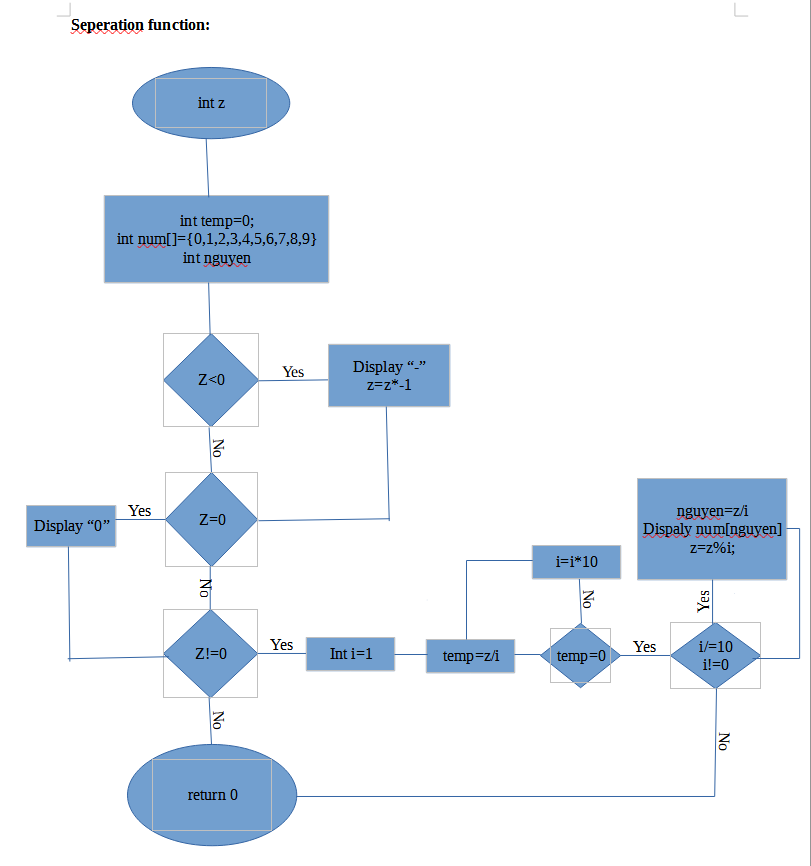 Seperation function:
int z
int temp=0;
int num[]={0,1,2,3,4,5,6,7,8,9}
int nguyen
Z<0
Yes
Display “-”
z=z*-1
No
Z=0
Yes
Display “0”
No
Z!=0
Yes
Int i=1
temp=z/i
i=i*10
No
temp=0
Yes
nguyen=z/i
Dispaly num[nguyen]
z=z%i;
Yes
i/=10
i!=0
No
No
return 0